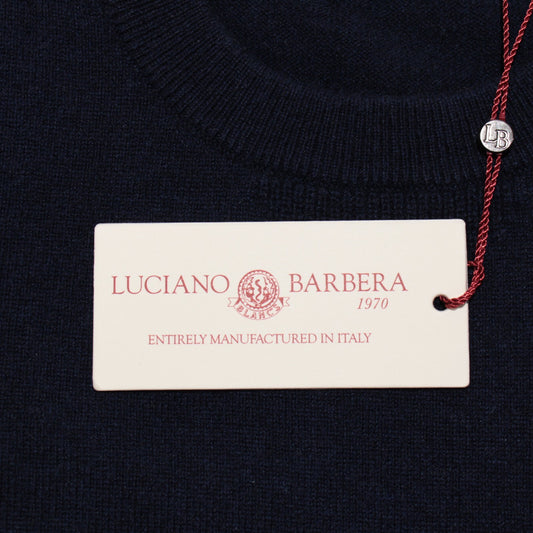 LB
LUCIANO BARBERA
1970
ENTIRELY MANUFACTURED IN ITALY